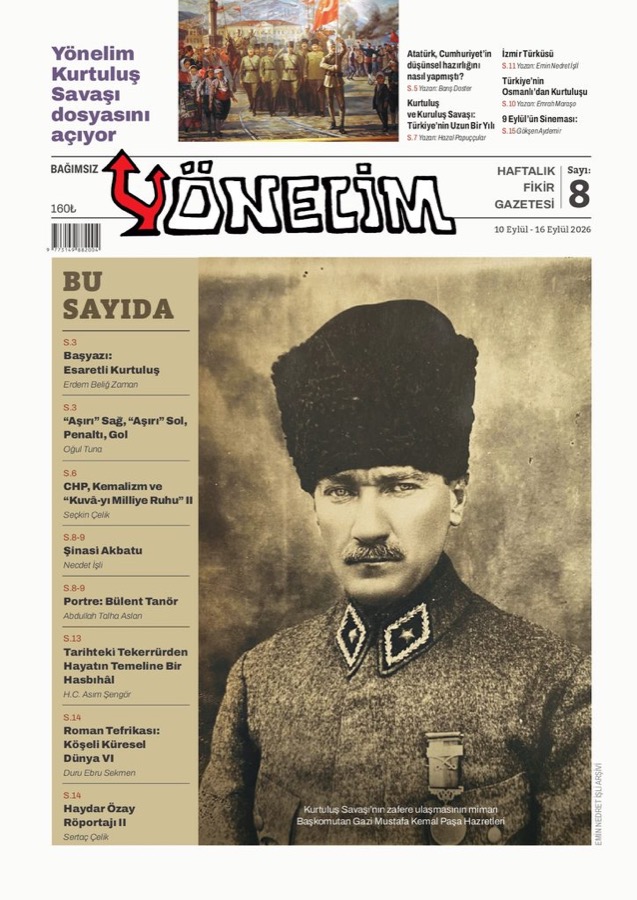 Yönelim
Kurtuluş
Savaşı
dosyasını
açıyor
Atatürk, Cumhuriyet'in
düşünsel hazırlığını
nasıl yapmıştı?
S.5 Yazan: Barış Doster
Kurtuluş
ve Kuruluş Savaşı:
Türkiye'nin Uzun Bir Yılı
S.7 Yazan: Hazal Papuççular
İzmir Türküsü
S.11 Yazan: Emin Nedret İşli
Türkiye'nin
Osmanlı'dan Kurtuluşu
S.10 Yazan: Emrah Maraşo
9 Eylül'ün Sineması:
S.15 Gökşen Aydemir
BAĞIMSIZ
160₺
YÖNELİM
HAFTALIK
FİKİR
GAZETESİ
Sayı:
8
10 Eylül - 16 Eylül 2026
9 773149 882004
BU
SAYIDA
S.3
Başyazı:
Esaretli Kurtuluş
Erdem Beliğ Zaman
S.3
“Aşırı” Sağ, “Aşırı” Sol,
Penaltı, Gol
Oğul Tuna
S.6
CHP, Kemalizm ve
“Kuvâ-yı Milliye Ruhu” II
Seçkin Çelik
S.8-9
Şinasi Akbatu
Necdet İşli
S.8-9
Portre: Bülent Tanör
Abdullah Talha Aslan
S.13
Tarihteki Tekerrürden
Hayatın Temeline Bir
Hasbıhâl
H.C. Asım Şengör
S.14
Roman Tefrikası:
Köşeli Küresel
Dünya VI
Duru Ebru Sekmen
S.14
Haydar Özay
Röportajı II
Sertaç Çelik
Kurtuluş Savaşı'nın zafere ulaşmasının mimarı
Başkomutan Gazi Mustafa Kemal Paşa Hazretleri
EMİN NEDRET İŞLİ ARŞİVİ